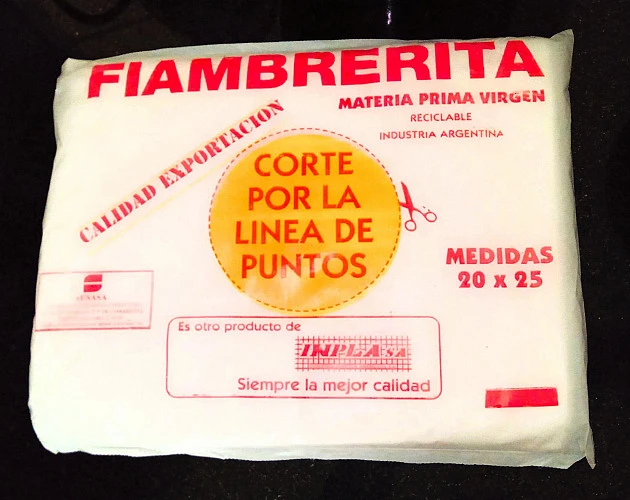 FIAMBRERITA
MATERIA PRIMA VIRGEN
RECICLABLE
INDUSTRIA ARGENTINA
CALIDAD EXPORTACION
CORTE
POR LA
LINEA DE
PUNTOS
MEDIDAS
20 x 25
SENASA
Es otro producto de
INPLA SA
Siempre la mejor calidad